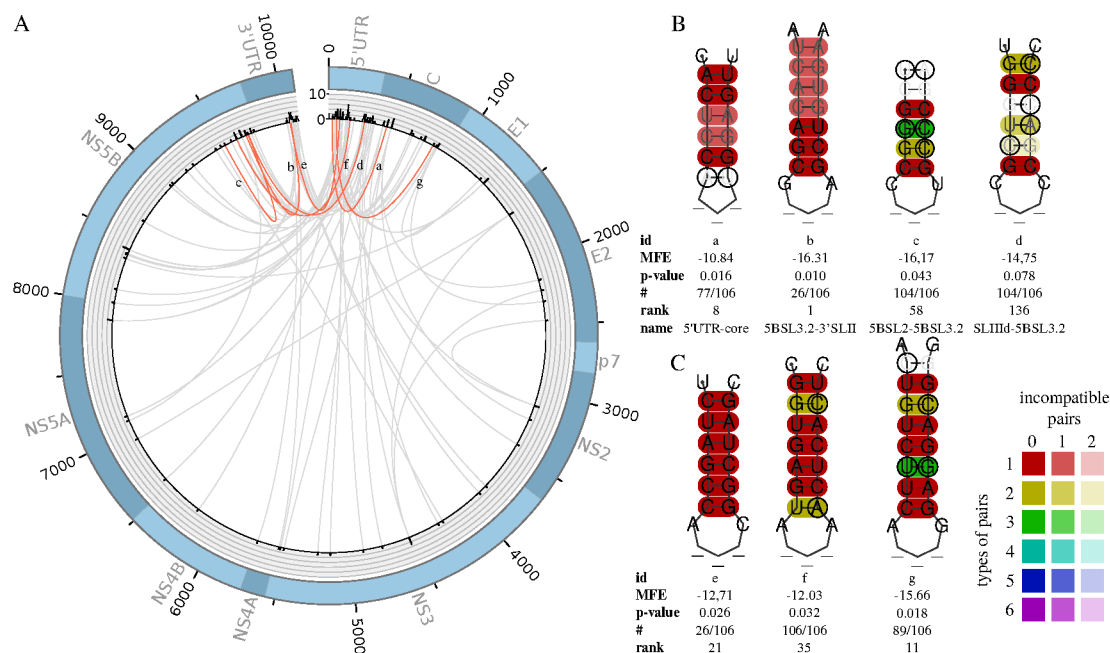 A
B
C
0
1000
2000
3000
4000
5000
6000
7000
8000
9000
10000
5'UTR
C
E1
E2
p7
NS2
NS3
NS4A
NS4B
NS5A
NS5B
3'UTR
10
0
c
b
e
f
d
a
g
id a b c d
MFE -10.84 -16.31 -16,17 -14,75
p-value 0.016 0.010 0.043 0.078
# 77/106 26/106 104/106 104/106
rank 8 1 58 136
name 5'UTR-core 5BSL3.2-3'SLII 5BSL2-5BSL3.2 SLIIId-5BSL3.2
id e f g
MFE -12,71 -12.03 -15.66
p-value 0.026 0.032 0.018
# 26/106 106/106 89/106
rank 21 35 11
incompatible
pairs
0 1 2
types of pairs
1
2
3
4
5
6